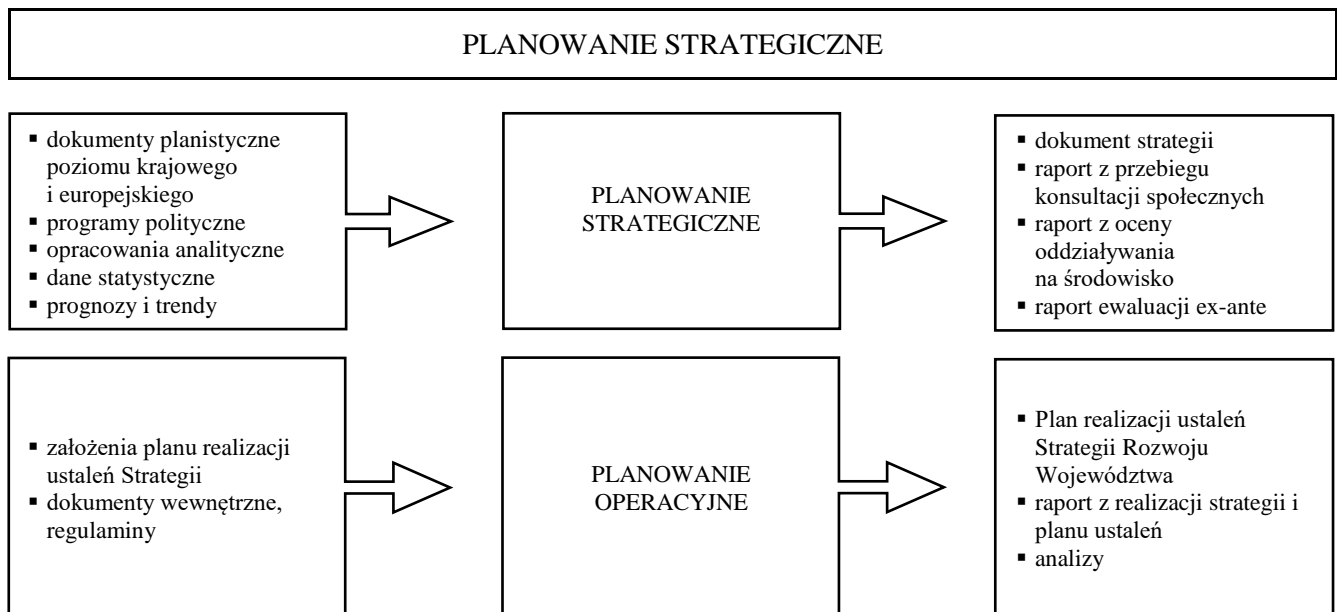 PLANOWANIE STRATEGICZNE
▪ dokumenty planistyczne
poziomu krajowego
i europejskiego
▪ programy polityczne
▪ opracowania analityczne
▪ dane statystyczne
▪ prognozy i trendy
PLANOWANIE
STRATEGICZNE
▪ dokument strategii
▪ raport z przebiegu
konsultacji społecznych
▪ raport z oceny
oddziaływania
na środowisko
▪ raport ewaluacji ex-ante
▪ założenia planu realizacji
ustaleń Strategii
▪ dokumenty wewnętrzne,
regulaminy
PLANOWANIE
OPERACYJNE
▪ Plan realizacji ustaleń
Strategii Rozwoju
Województwa
▪ raport z realizacji strategii i
planu ustaleń
▪ analizy